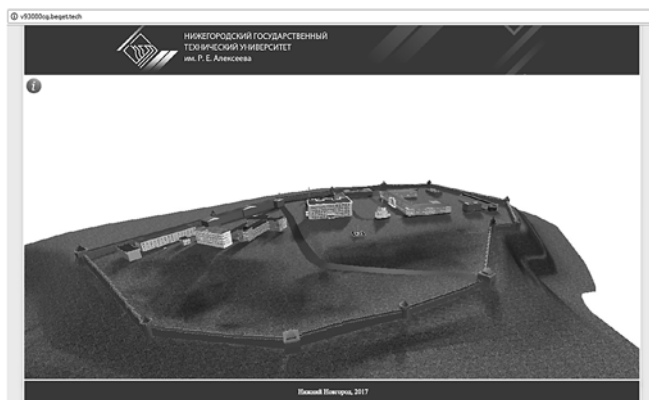 v93000cq.beget.tech
НИЖЕГОРОДСКИЙ ГОСУДАРСТВЕННЫЙ
ТЕХНИЧЕСКИЙ УНИВЕРСИТЕТ
им. Р. Е. Алексеева
Нижний Новгород, 2017